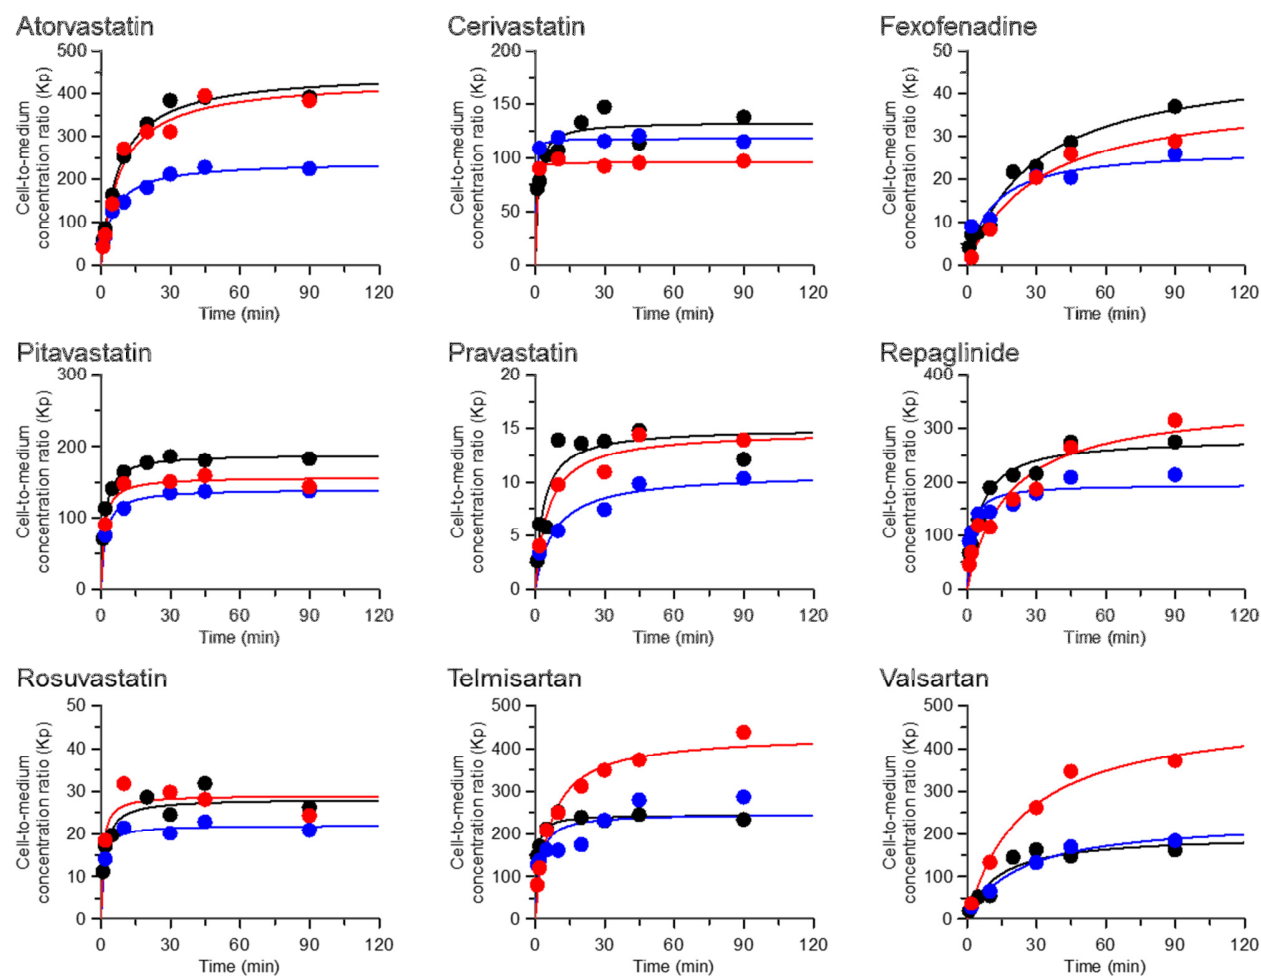 Atorvastatin
Cell-to-medium
concentration ratio (Kp)
500
400
300
200
100
0
0 30 60 90 120
Time (min)
Cerivastatin
Cell-to-medium
concentration ratio (Kp)
200
150
100
50
0
0 30 60 90 120
Time (min)
Fexofenadine
Cell-to-medium
concentration ratio (Kp)
50
40
30
20
10
0
0 30 60 90 120
Time (min)
Pitavastatin
Cell-to-medium
concentration ratio (Kp)
300
200
100
0
0 30 60 90 120
Time (min)
Pravastatin
Cell-to-medium
concentration ratio (Kp)
20
15
10
5
0
0 30 60 90 120
Time (min)
Repaglinide
Cell-to-medium
concentration ratio (Kp)
400
300
200
100
0
0 30 60 90 120
Time (min)
Rosuvastatin
Cell-to-medium
concentration ratio (Kp)
50
40
30
20
10
0
0 30 60 90 120
Time (min)
Telmisartan
Cell-to-medium
concentration ratio (Kp)
500
400
300
200
100
0
0 30 60 90 120
Time (min)
Valsartan
Cell-to-medium
concentration ratio (Kp)
500
400
300
200
100
0
0 30 60 90 120
Time (min)